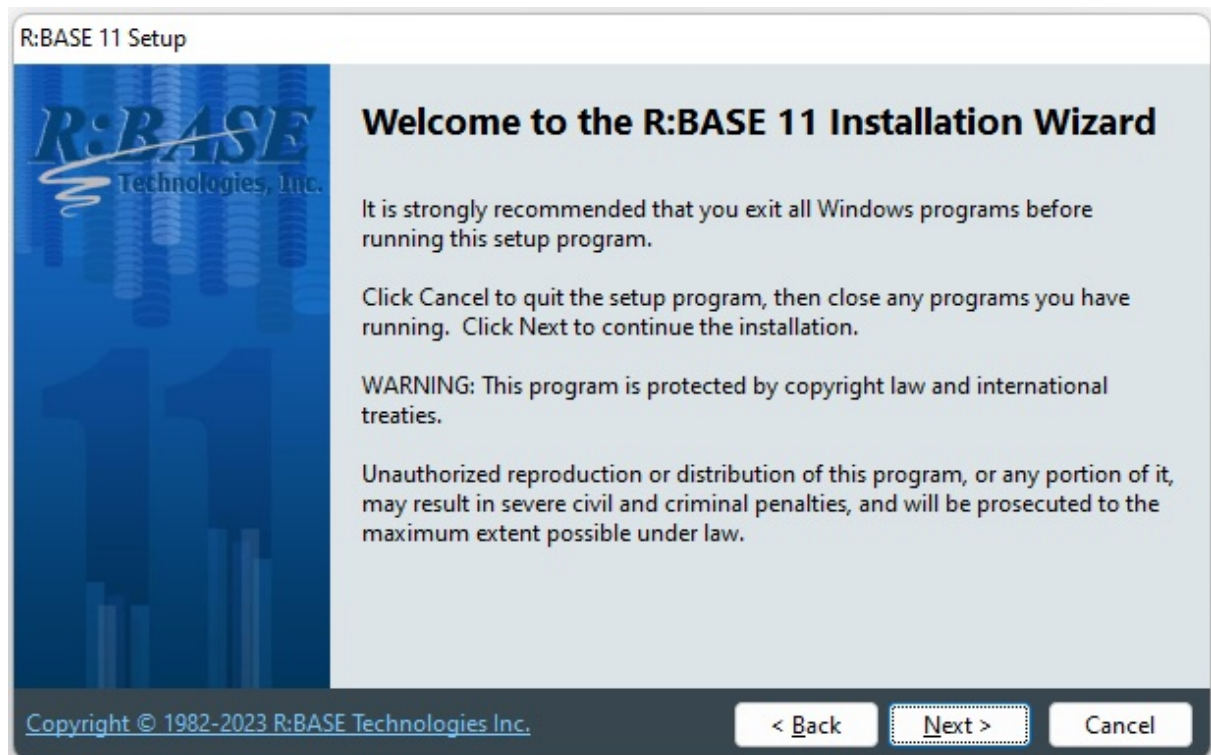 R:BASE 11 Setup
R:BASE
Technologies, Inc.
11
Welcome to the R:BASE 11 Installation Wizard
It is strongly recommended that you exit all Windows programs before
running this setup program.
Click Cancel to quit the setup program, then close any programs you have
running.  Click Next to continue the installation.
WARNING: This program is protected by copyright law and international
treaties.
Unauthorized reproduction or distribution of this program, or any portion of it,
may result in severe civil and criminal penalties, and will be prosecuted to the
maximum extent possible under law.
Copyright © 1982-2023 R:BASE Technologies Inc.
< Back
Next >
Cancel